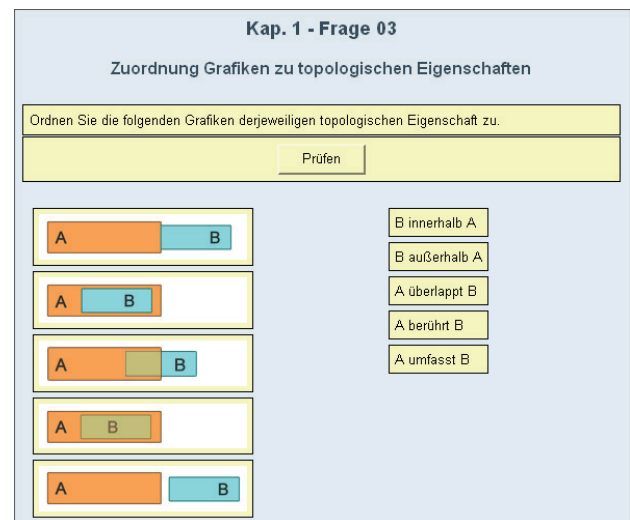 Kap. 1 - Frage 03
Zuordnung Grafiken zu topologischen Eigenschaften
Ordnen Sie die folgenden Grafiken derjeweiligen topologischen Eigenschaft zu.
Prüfen
A B
A B
A B
A B
A B
B innerhalb A
B außerhalb A
A überlappt B
A berührt B
A umfasst B